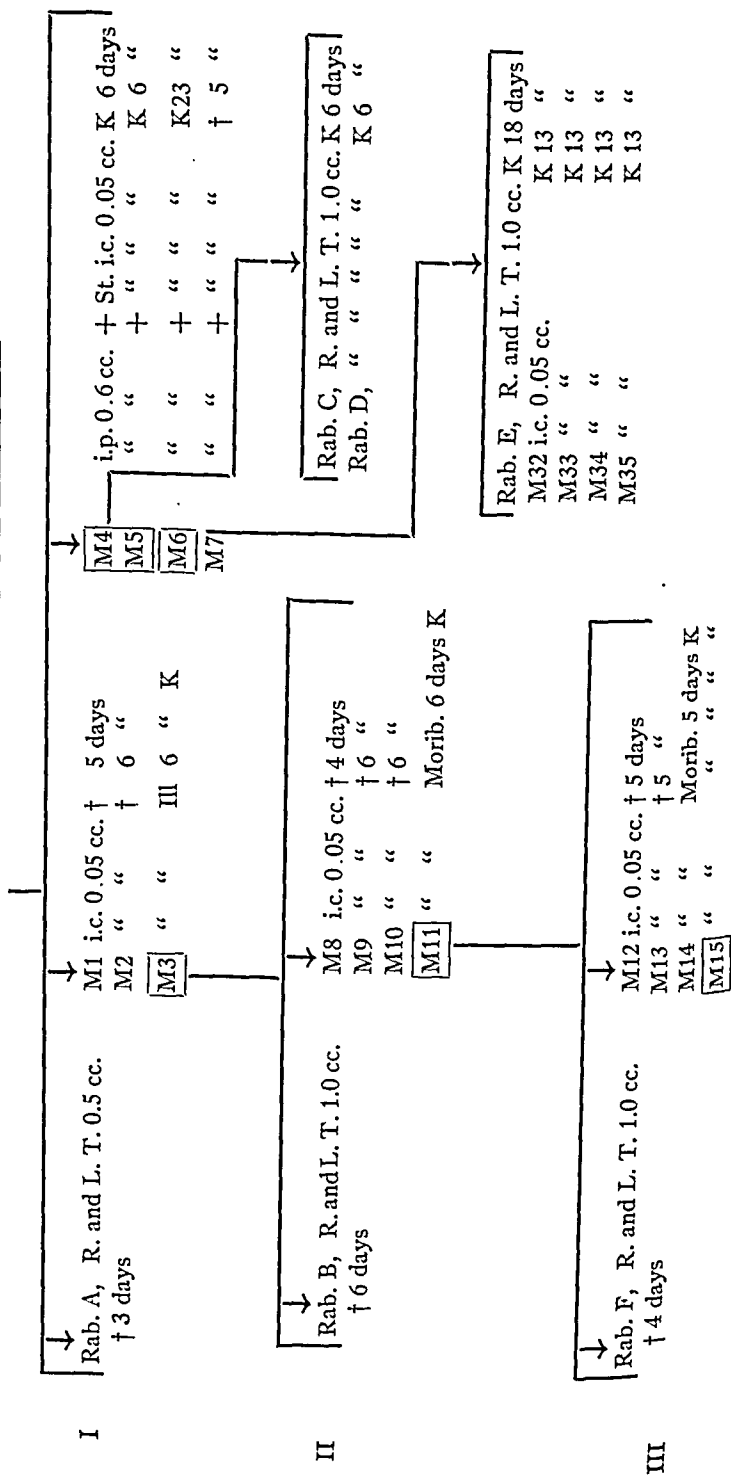 I
Rab. A, R. and L. T. 0.5 cc.
† 3 days
M1 i.c. 0.05 cc. † 5 days
M2 “ “ † 6 “
M3 “ “ Ill 6 “ K
M4 i.p. 0.6 cc. + St. i.c. 0.05 cc. K 6 days
M5 “ “ + “ “ “ K 6 “
M6 “ “ + “ “ “ K23 “
M7 “ “ + “ “ “ † 5 “
II
Rab. B, R. and L. T. 1.0 cc.
† 6 days
M8 i.c. 0.05 cc. † 4 days
M9 “ “ † 6 “
M10 “ “ † 6 “
M11 “ “ Morib. 6 days K
Rab. C, R. and L. T. 1.0 cc. K 6 days
Rab. D, “ “ “ “ “ “ K 6 “
Rab. E, R. and L. T. 1.0 cc. K 18 days
M32 i.c. 0.05 cc. K 13 “
M33 “ “ K 13 “
M34 “ “ K 13 “
M35 “ “ K 13 “
III
Rab. F, R. and L. T. 1.0 cc.
† 4 days
M12 i.c. 0.05 cc. † 5 days
M13 “ “ † 5 “
M14 “ “ Morib. 5 days K
M15 “ “ “ “ “ “